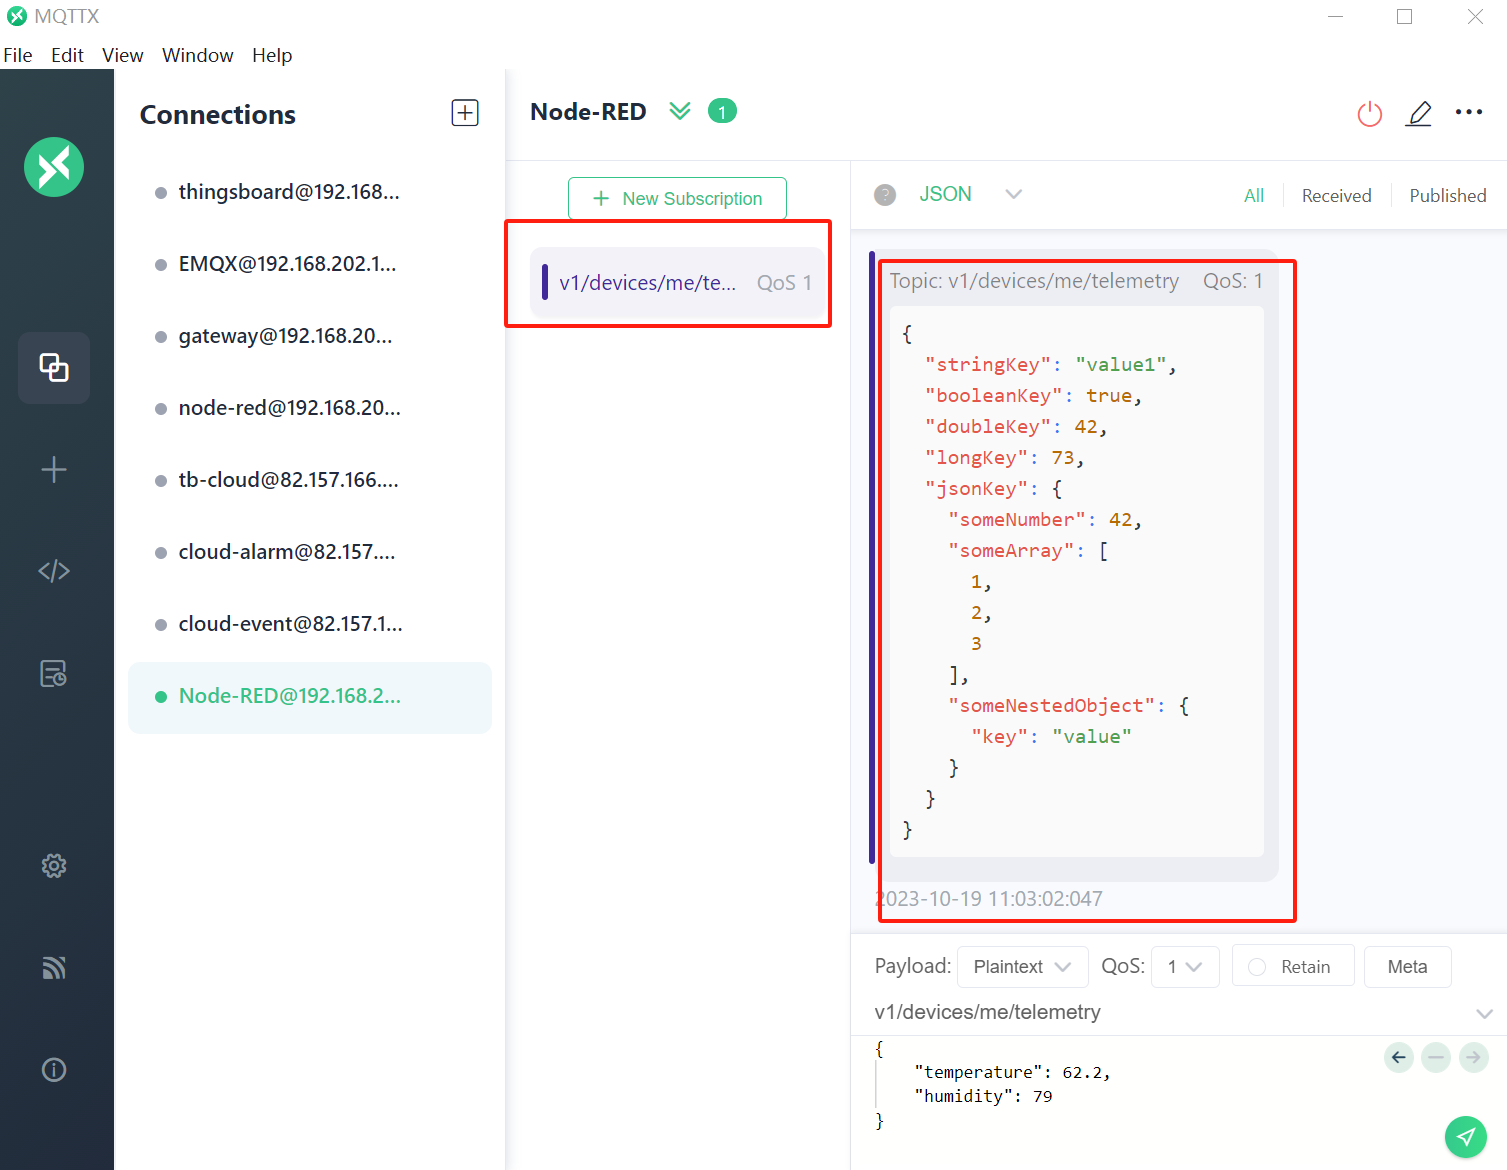 MQTTX
File Edit View Window Help
Connections
thingsboard@192.168...
EMQX@192.168.202.1...
gateway@192.168.20...
node-red@192.168.20...
tb-cloud@82.157.166....
cloud-alarm@82.157....
cloud-event@82.157.1...
Node-RED@192.168.2...
Node-RED 1
New Subscription
v1/devices/me/te... QoS 1
JSON All Received Published
Topic: v1/devices/me/telemetry QoS: 1
{
"stringKey": "value1",
"booleanKey": true,
"doubleKey": 42,
"longKey": 73,
"jsonKey": {
"someNumber": 42,
"someArray": [
1,
2,
3
],
"someNestedObject": {
"key": "value"
}
}
}
2023-10-19 11:03:02:047
Payload: Plaintext QoS: 1 Retain Meta
v1/devices/me/telemetry
{
"temperature": 62.2,
"humidity": 79
}